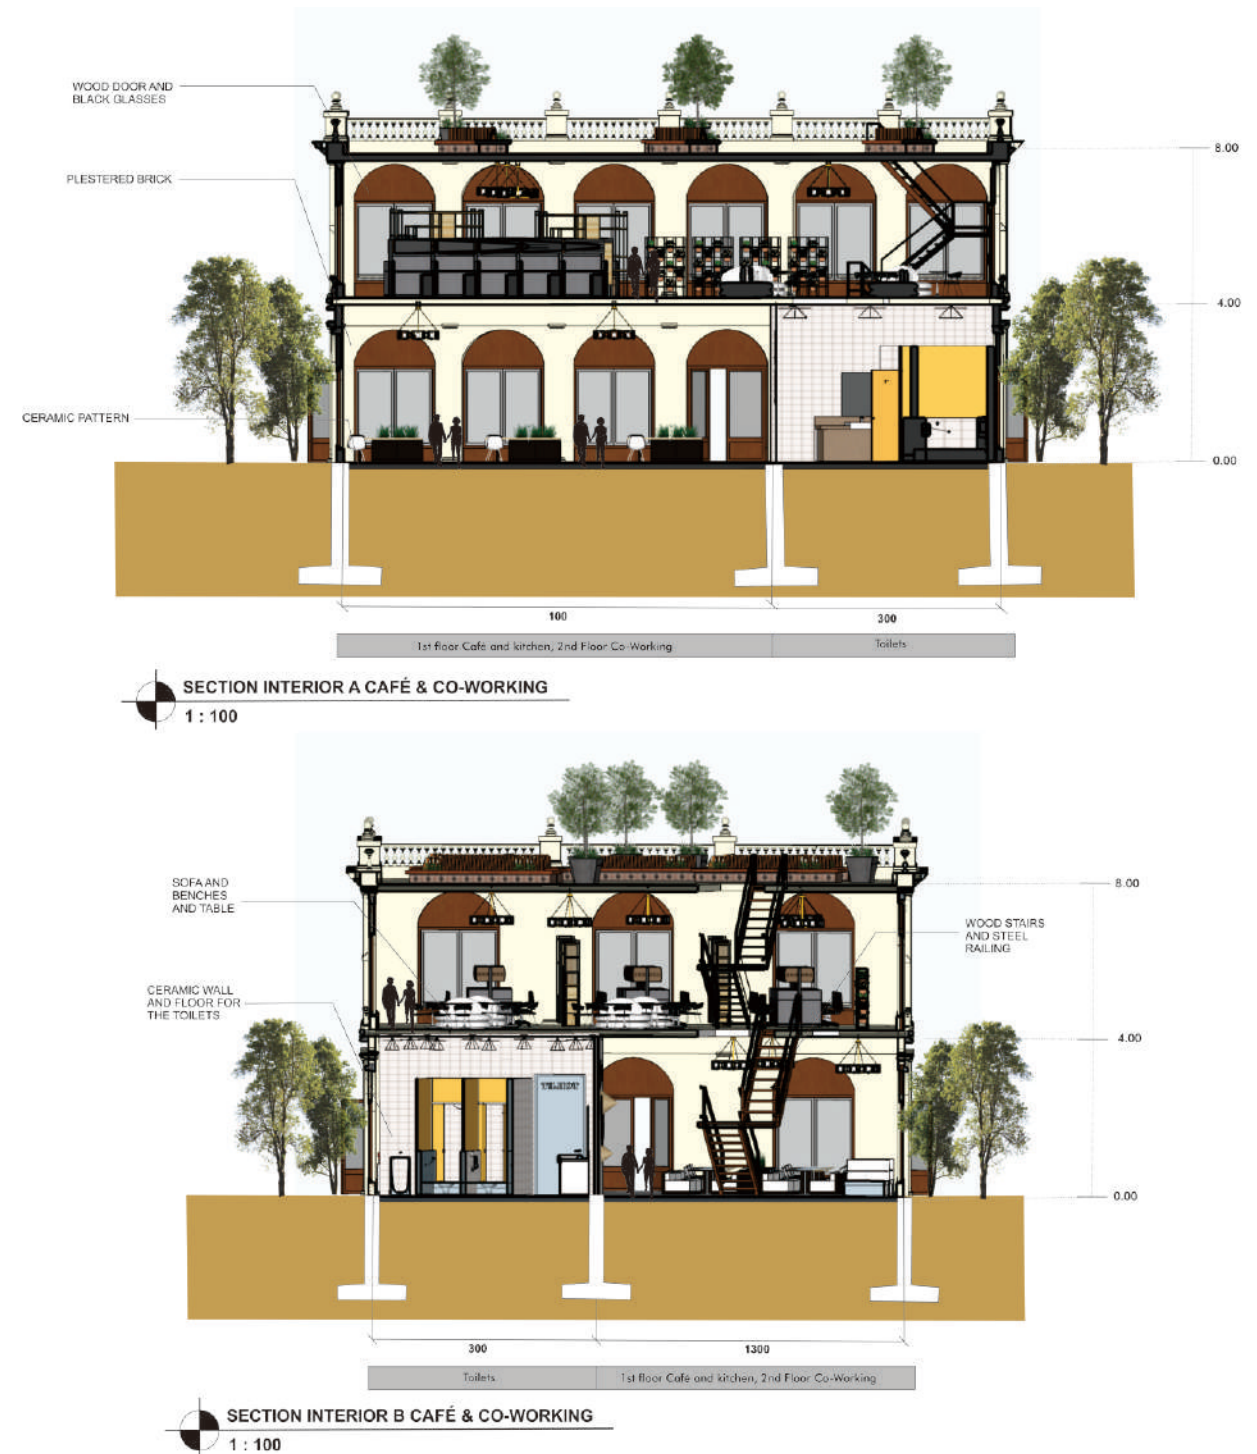 WOOD DOOR AND
BLACK GLASSES
8.00
PLESTERED BRICK
4.00
CERAMIC PATTERN
0.00
100
300
1st floor Café and kitchen, 2nd Floor Co-Working
Toilets
SECTION INTERIOR A CAFÉ & CO-WORKING
1 : 100
SOFA AND
BENCHES
AND TABLE
8.00
WOOD STAIRS
AND STEEL
RAILING
CERAMIC WALL
AND FLOOR FOR
THE TOILETS
4.00
0.00
300
1300
Toilets
1st floor Café and kitchen, 2nd Floor Co-Working
SECTION INTERIOR B CAFÉ & CO-WORKING
1 : 100